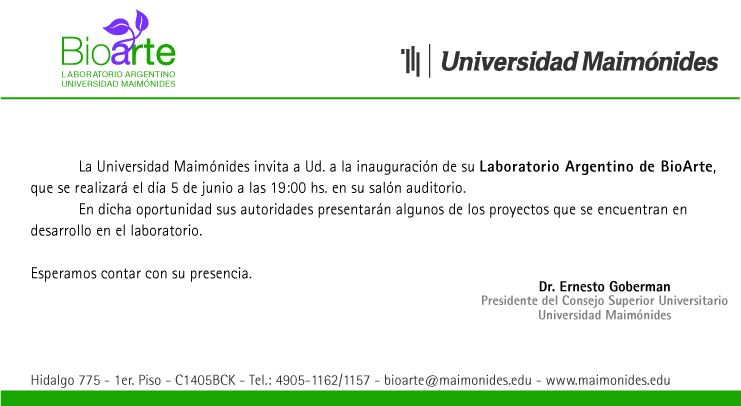 Bioarte
LABORATORIO ARGENTINO
UNIVERSIDAD MAIMÓNIDES
Universidad Maimónides
La Universidad Maimónides invita a Ud. a la inauguración de su Laboratorio Argentino de BioArte,
que se realizará el día 5 de junio a las 19:00 hs. en su salón auditorio.
En dicha oportunidad sus autoridades presentarán algunos de los proyectos que se encuentran en
desarrollo en el laboratorio.
Esperamos contar con su presencia.
Dr. Ernesto Goberman
Presidente del Consejo Superior Universitario
Universidad Maimónides
Hidalgo 775 - 1er. Piso - C1405BCK - Tel.: 4905-1162/1157 - bioarte@maimonides.edu - www.maimonides.edu